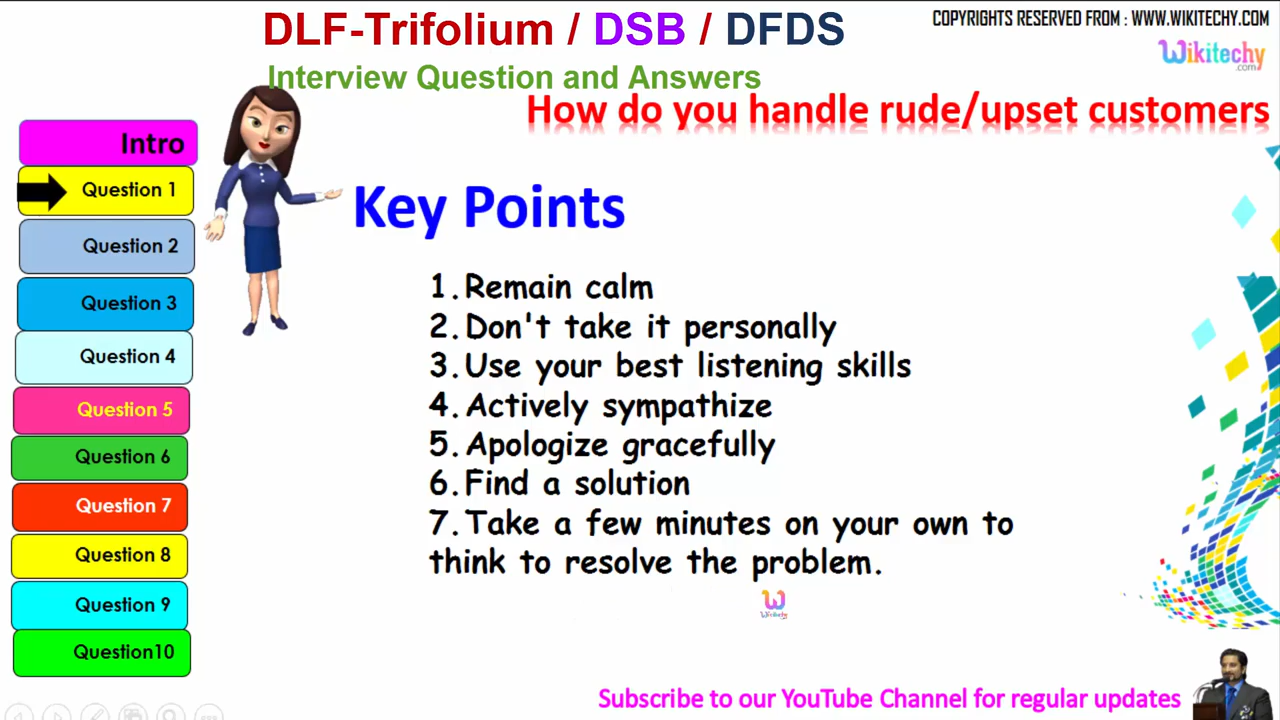 DLF-Trifolium / DSB / DFDS
COPYRIGHTS RESERVED FROM : WWW.WIKITECHY.COM
Wikitechy
.com
Interview Question and Answers
How do you handle rude/upset customers
Intro
Question 1
Question 2
Question 3
Question 4
Question 5
Question 6
Question 7
Question 8
Question 9
Question10
Key Points
1. Remain calm
2. Don't take it personally
3. Use your best listening skills
4. Actively sympathize
5. Apologize gracefully
6. Find a solution
7. Take a few minutes on your own to
think to resolve the problem.
W
Wikitechy
Subscribe to our YouTube Channel for regular updates